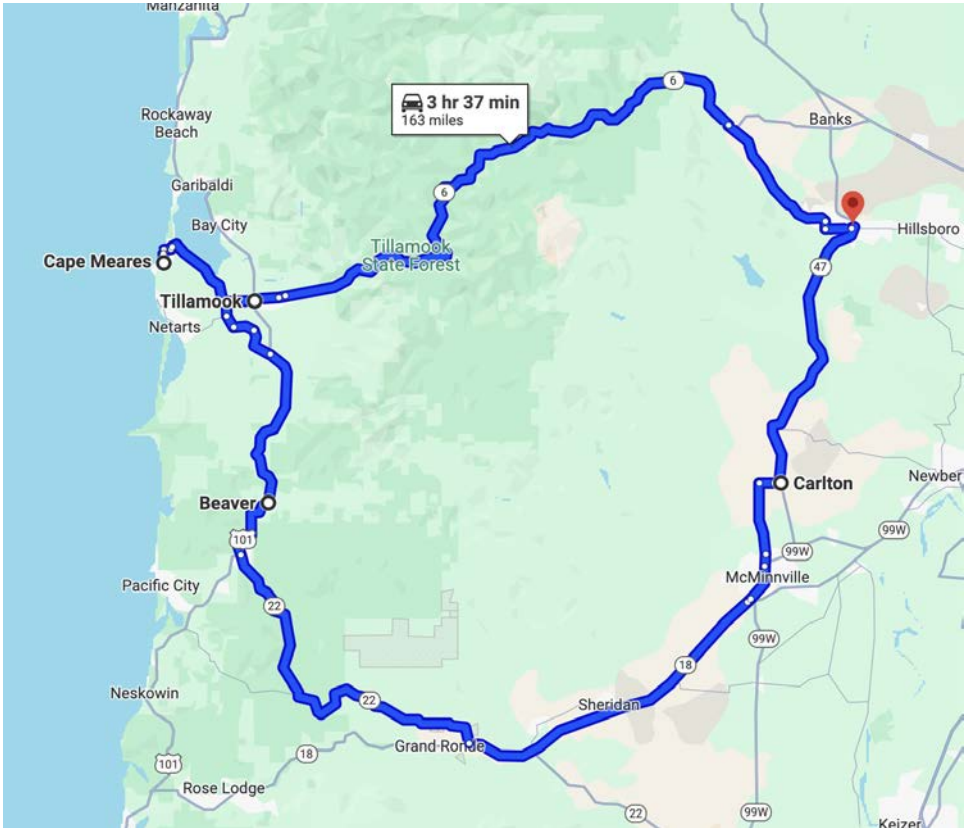 Manzanita
6
3 hr 37 min
163 miles
Rockaway
Beach
Banks
6
Garibaldi
Bay City
Hillsboro
Tillamook
State Forest
Cape Meares
47
Tillamook
Netarts
Carlton
Newber
Beaver
99W
101
99W
McMinnville
Pacific City
22
99W
18
Neskowin
22
Sheridan
Grand Ronde
18
101
Rose Lodge
22
99W
Keizer